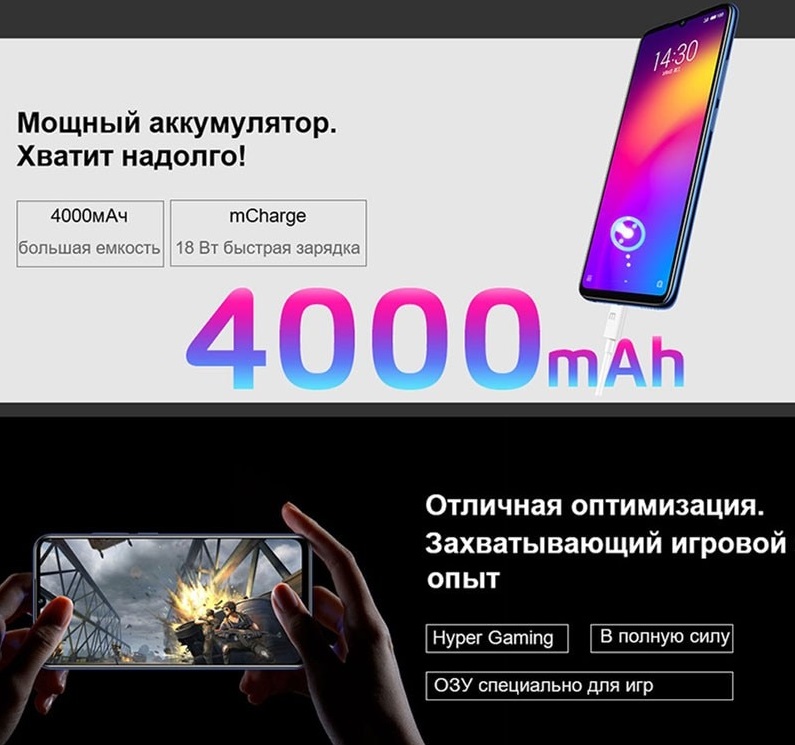 14:30
Мощный аккумулятор.
Хватит надолго!
4000мАч
mCharge
большая емкость
18 Вт быстрая зарядка
4000mAh
Отличная оптимизация.
Захватывающий игровой
опыт
Hyper Gaming
В полную силу
ОЗУ специально для игр